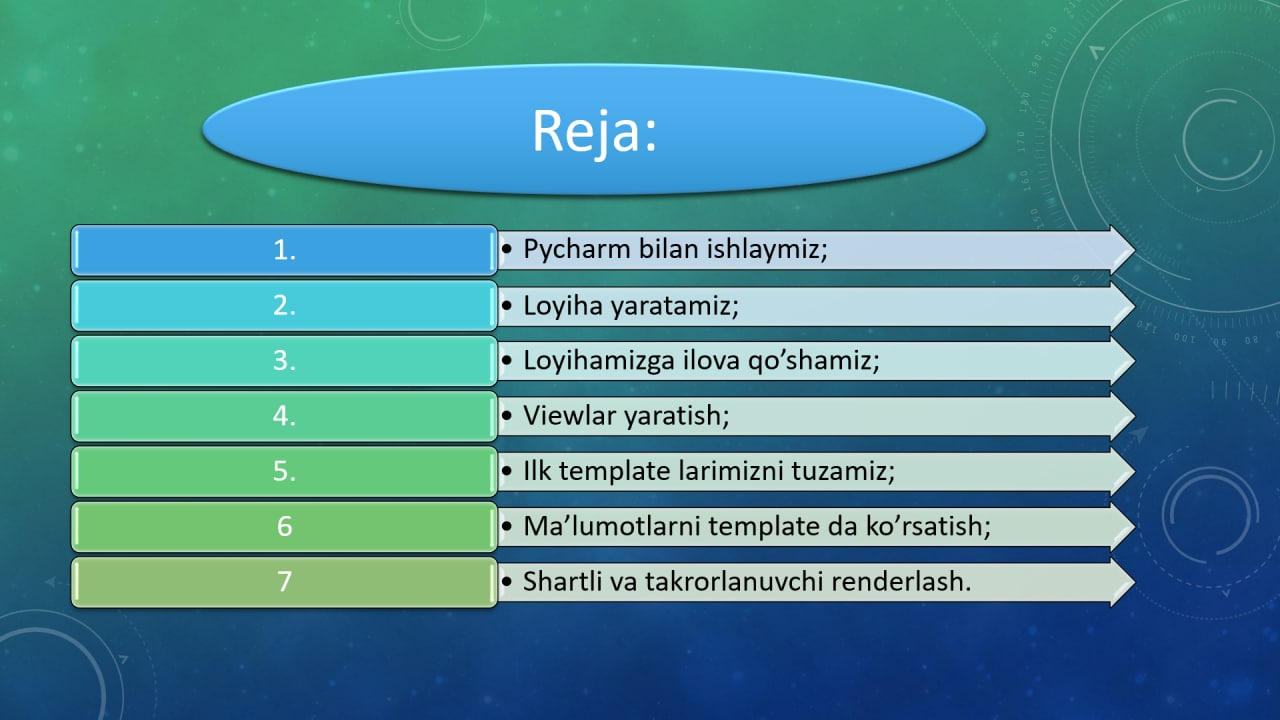 Reja:
1. • Pycharm bilan ishlaymiz;
2. • Loyiha yaratamiz;
3. • Loyihamizga ilova qo’shamiz;
4. • Viewlar yaratish;
5. • Ilk template larimizni tuzamiz;
6 • Ma’lumotlarni template da ko’rsatish;
7 • Shartli va takrorlanuvchi renderlash.